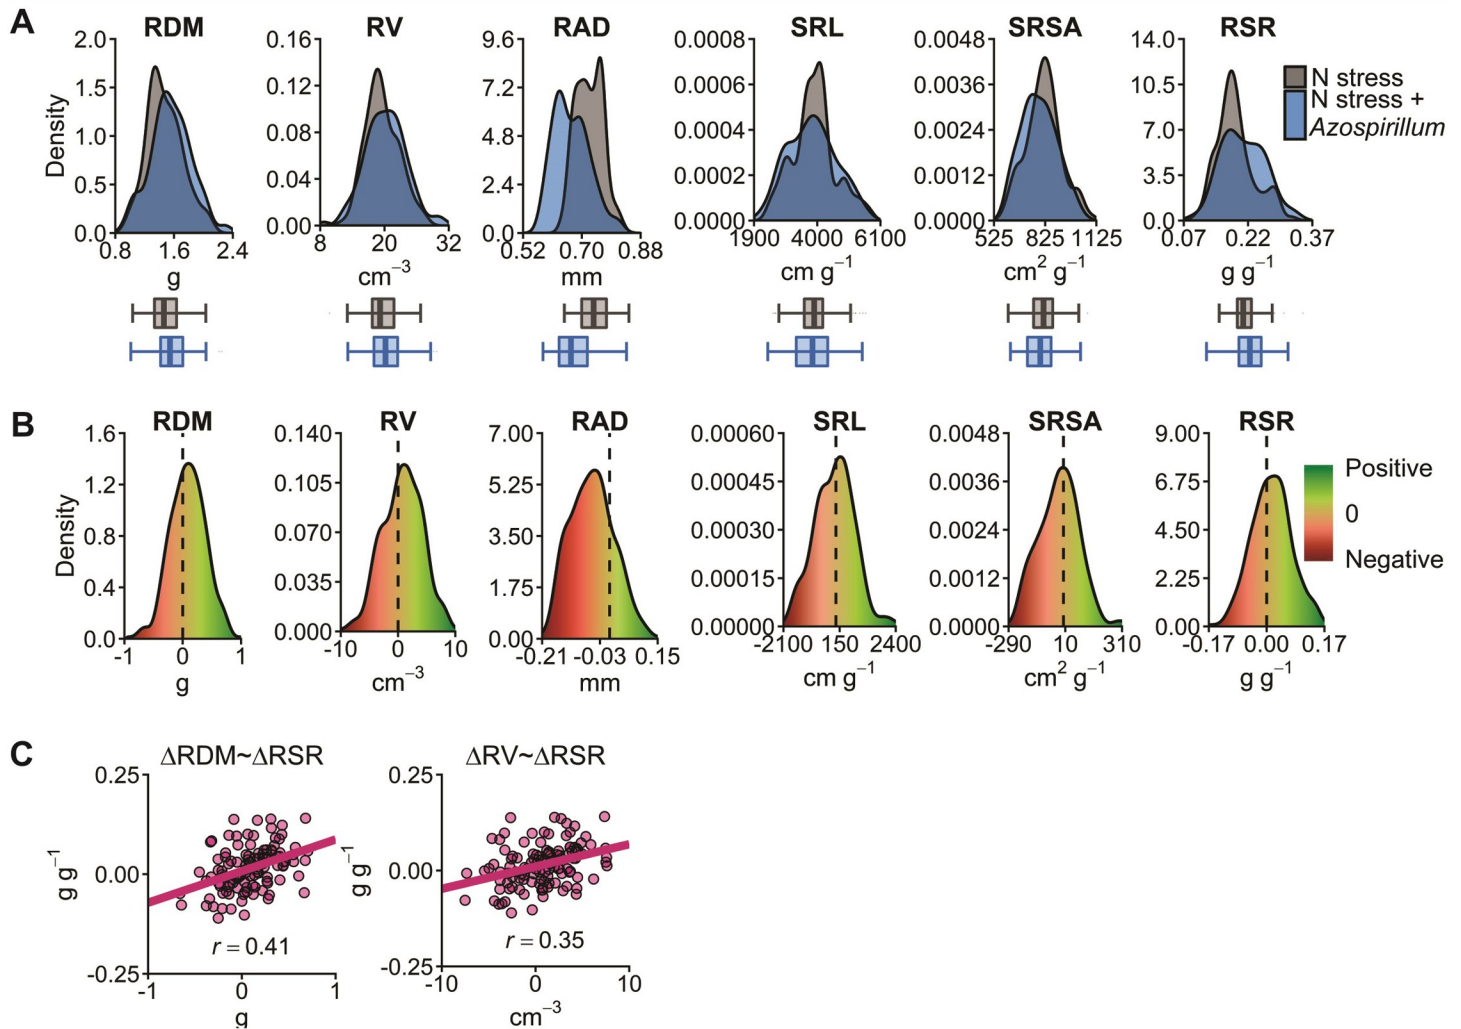 A
RDM RV RAD SRL SRSA RSR
2.0 0.16 9.6 0.0008 0.0048 14.0
1.5 0.12 7.2 0.0006 0.0036 10.5
1.0 0.08 4.8 0.0004 0.0024 7.0
0.5 0.04 2.4 0.0002 0.0012 3.5
0.0 0.00 0.0 0.0000 0.0000 0.0
Density
0.8 1.6 2.4 8 20 32 0.52 0.70 0.88 1900 4000 6100 525 825 1125 0.07 0.22 0.37
g cm⁻³ mm cm g⁻¹ cm² g⁻¹ g g⁻¹
N stress
N stress +
Azospirillum
B
RDM RV RAD SRL SRSA RSR
1.6 0.140 7.00 0.00060 0.0048 9.00
1.2 0.105 5.25 0.00045 0.0036 6.75
0.8 0.070 3.50 0.00030 0.0024 4.50
0.4 0.035 1.75 0.00015 0.0012 2.25
0.0 0.000 0.00 0.00000 0.0000 0.00
Density
-1 0 1 -10 0 10 -0.21 -0.03 0.15 -2100 150 2400 -290 10 310 -0.17 0.00 0.17
g cm⁻³ mm cm g⁻¹ cm² g⁻¹ g g⁻¹
Positive
0
Negative
C
ΔRDM~ΔRSR ΔRV~ΔRSR
0.25 0.25
0.00 0.00
-0.25 -0.25
g g⁻¹ g g⁻¹
r = 0.41 r = 0.35
-1 0 1 -10 0 10
g cm⁻³